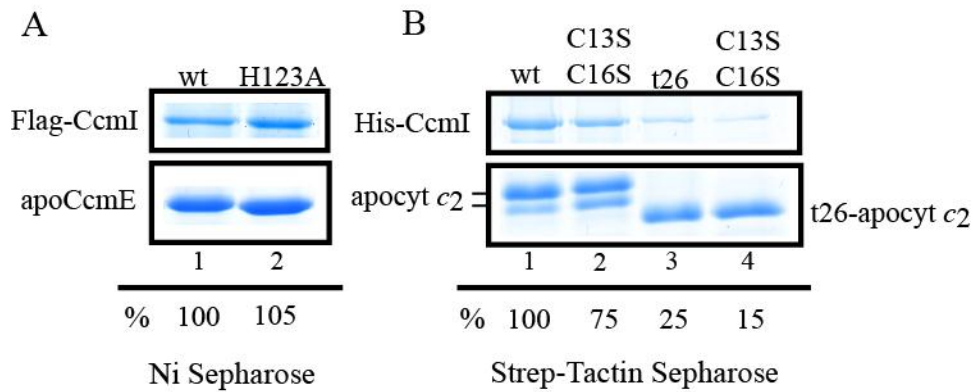 A
wt H123A
Flag-CcmI
apoCcmE
1 2
% 100 105
Ni Sepharose
B
C13S C13S
wt C16S t26 C16S
His-CcmI
apocyt c2
t26-apocyt c2
1 2 3 4
% 100 75 25 15
Strep-Tactin Sepharose